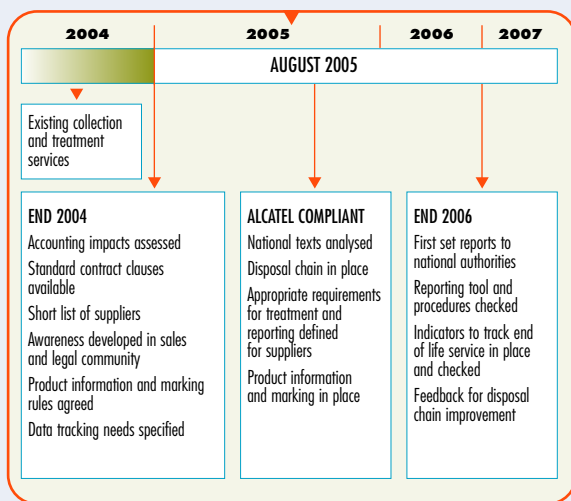 2004 2005 2006 2007
AUGUST 2005
Existing collection
and treatment
services
END 2004
Accounting impacts assessed
Standard contract clauses
available
Short list of suppliers
Awareness developed in sales
and legal community
Product information and marking
rules agreed
Data tracking needs specified
ALCATEL COMPLIANT
National texts analysed
Disposal chain in place
Appropriate requirements
for treatment and
reporting defined
for suppliers
Product information
and marking in place
END 2006
First set reports to
national authorities
Reporting tool and
procedures checked
Indicators to track end
of life service in place
and checked
Feedback for disposal
chain improvement